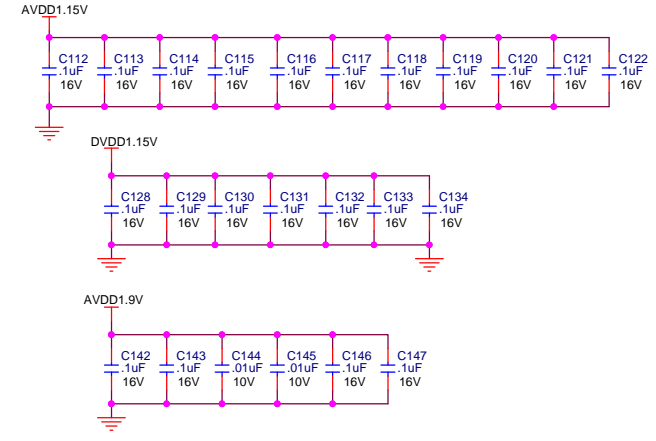 AVDD1.15V
C112 C113 C114 C115 C116 C117 C118 C119 C120 C121 C122
.1uF .1uF .1uF .1uF .1uF .1uF .1uF .1uF .1uF .1uF .1uF
16V 16V 16V 16V 16V 16V 16V 16V 16V 16V 16V
DVDD1.15V
C128 C129 C130 C131 C132 C133 C134
.1uF .1uF .1uF .1uF .1uF .1uF .1uF
16V 16V 16V 16V 16V 16V 16V
AVDD1.9V
C142 C143 C144 C145 C146 C147
.1uF .1uF .01uF .01uF .1uF .1uF
16V 16V 10V 10V 16V 16V